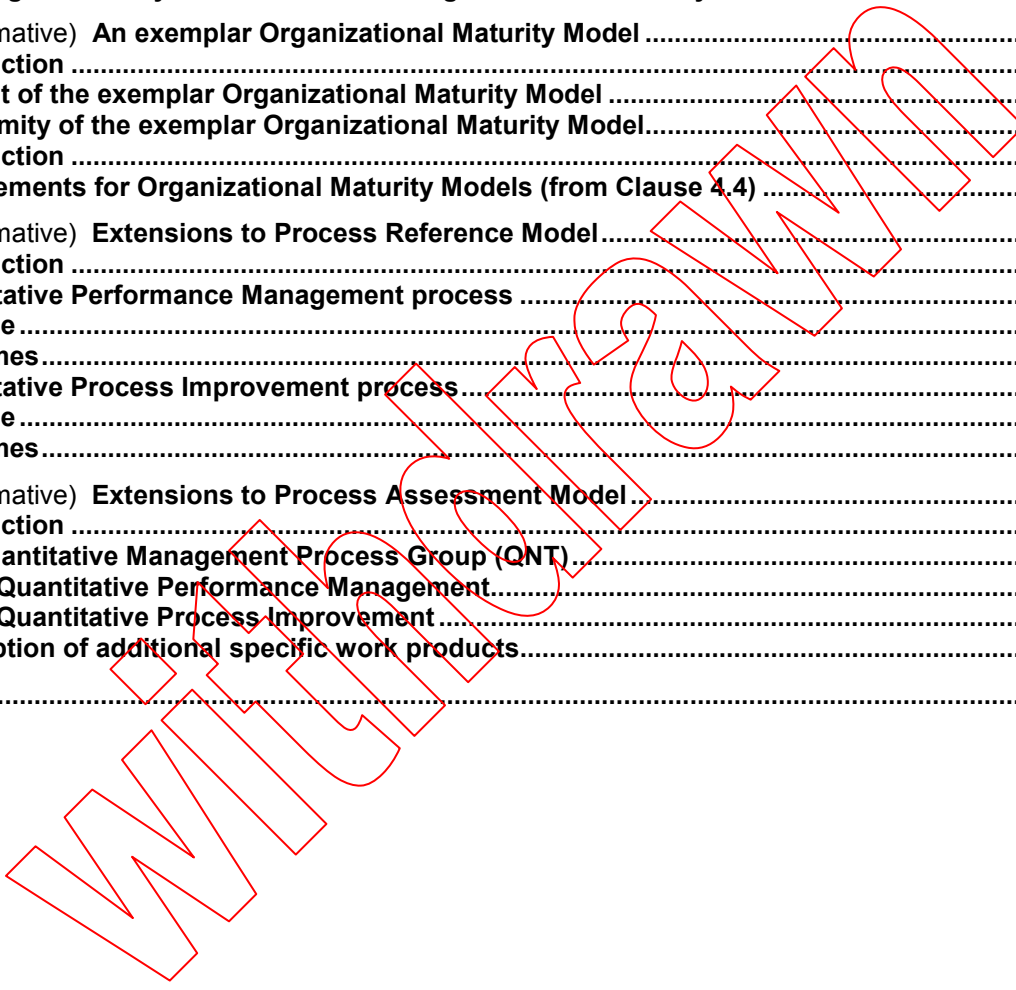 mative) An exemplar Organizational Maturity Model ........................................................
ction ........................................................
t of the exemplar Organizational Maturity Model ........................................................
mity of the exemplar Organizational Maturity Model........................................................
ction ........................................................
ements for Organizational Maturity Models (from Clause 4.4) ........................................................
mative) Extensions to Process Reference Model........................................................
ction ........................................................
tative Performance Management process ........................................................
e ........................................................
nes........................................................
tative Process Improvement process........................................................
e ........................................................
nes........................................................
mative) Extensions to Process Assessment Model ........................................................
ction ........................................................
uantitative Management Process Group (QNT)........................................................
Quantitative Performance Management........................................................
Quantitative Process Improvement ........................................................
otion of additional specific work products........................................................
........................................................
withdrawn